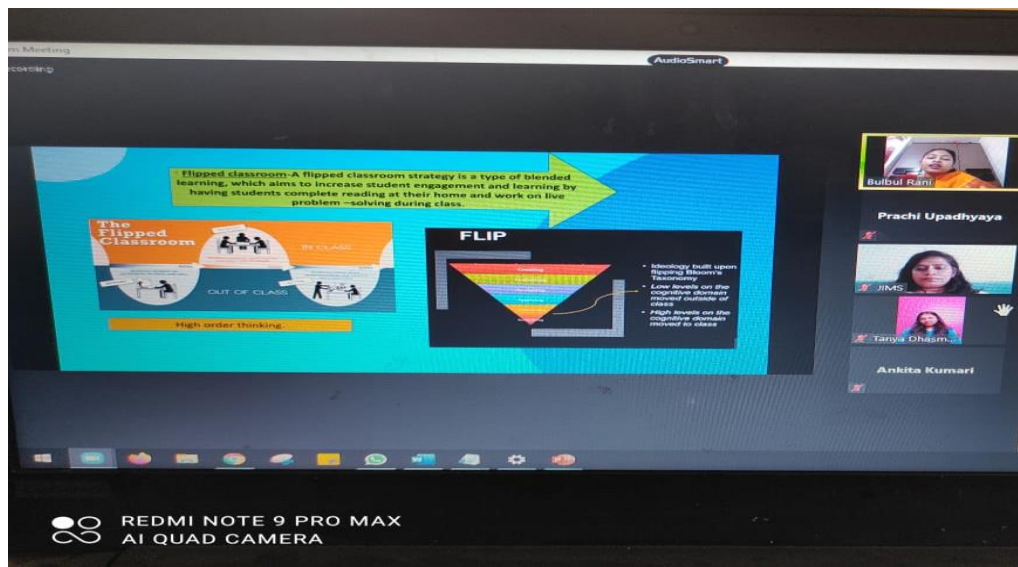 m Meeting
ecording
AudioSmart
- Flipped classroom-A flipped classroom strategy is a type of blended
learning, which aims to increase student engagement and learning by
having students complete reading at their home and work on live
problem –solving during class.
The
Flipped
Classroom
IN CLASS
OUT OF CLASS
High order thinking.
FLIP
Creating
• Ideology built upon
flipping Bloom's
Taxonomy
• Low levels on the
cognitive domain
moved outside of
class
• High levels on the
cognitive domain
moved to class
Bulbul Rani
Prachi Upadhyaya
JIMS
Tanya Dhasm...
Ankita Kumari
REDMI NOTE 9 PRO MAX
AI QUAD CAMERA